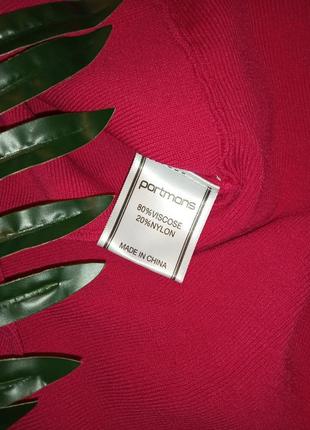 portmans
80%VISCOSE
20%NYLON
MADE IN CHINA